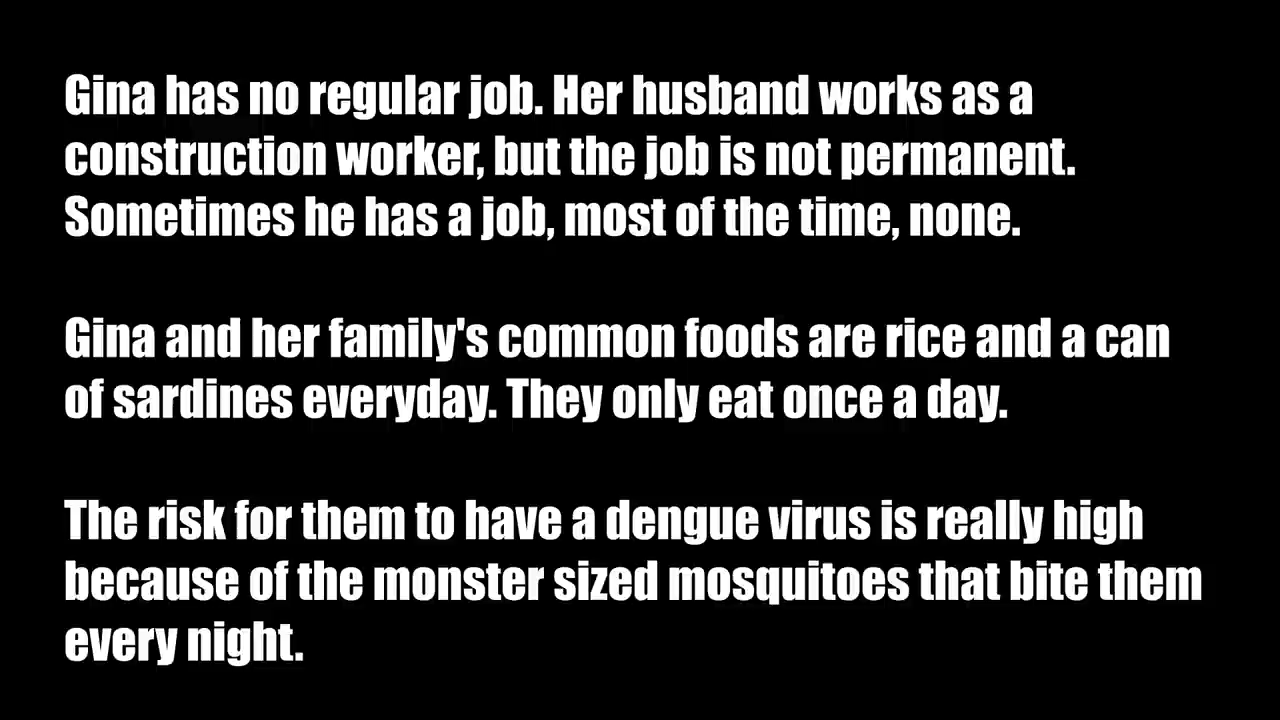 Gina has no regular job. Her husband works as a
construction worker, but the job is not permanent.
Sometimes he has a job, most of the time, none.
Gina and her family's common foods are rice and a can
of sardines everyday. They only eat once a day.
The risk for them to have a dengue virus is really high
because of the monster sized mosquitoes that bite them
every night.